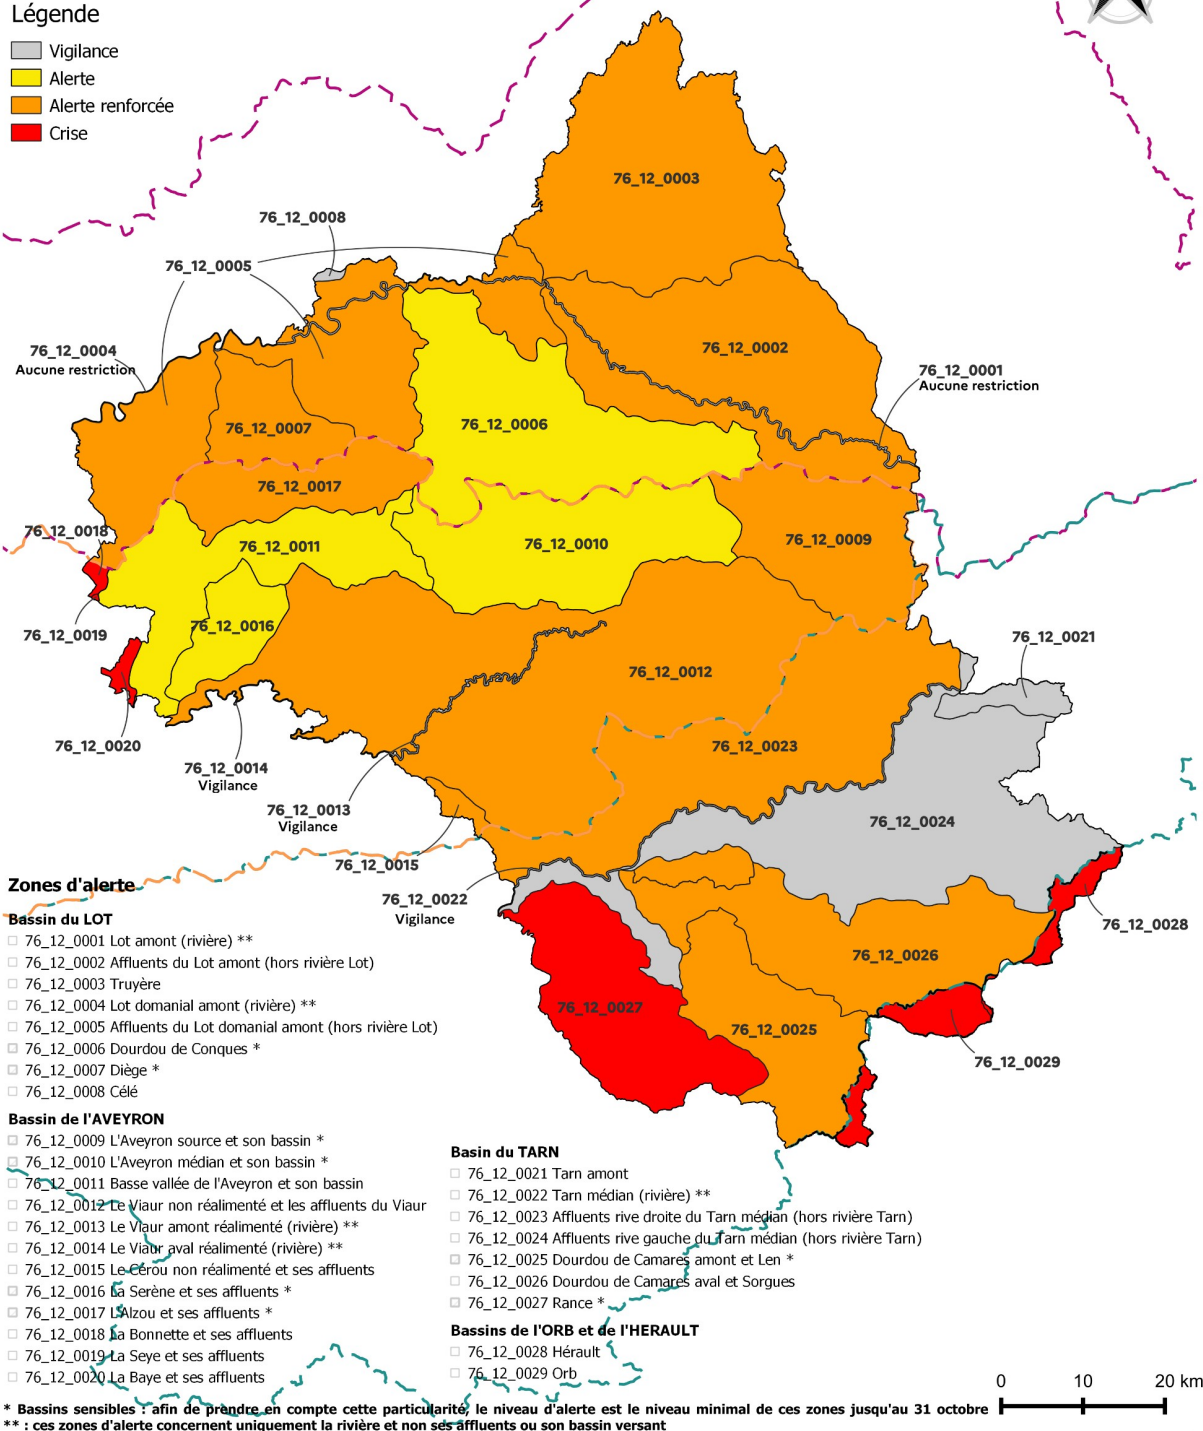 Légende
Vigilance
Alerte
Alerte renforcée
Crise
76_12_0003
76_12_0008
76_12_0005
76_12_0004
Aucune restriction
76_12_0002
76_12_0001
Aucune restriction
76_12_0007
76_12_0006
76_12_0017
76_12_0018
76_12_0011
76_12_0010
76_12_0009
76_12_0019
76_12_0016
76_12_0021
76_12_0012
76_12_0020
76_12_0023
76_12_0014
Vigilance
76_12_0013
Vigilance
76_12_0024
76_12_0015
76_12_0022
Vigilance
76_12_0028
76_12_0026
76_12_0027
76_12_0025
76_12_0029
Zones d'alerte
Bassin du LOT
76_12_0001 Lot amont (rivière) **
76_12_0002 Affluents du Lot amont (hors rivière Lot)
76_12_0003 Truyère
76_12_0004 Lot domanial amont (rivière) **
76_12_0005 Affluents du Lot domanial amont (hors rivière Lot)
76_12_0006 Dourdou de Conques *
76_12_0007 Diège *
76_12_0008 Célé
Bassin de l'AVEYRON
76_12_0009 L'Aveyron source et son bassin *
76_12_0010 L'Aveyron médian et son bassin *
76_12_0011 Basse vallée de l'Aveyron et son bassin
76_12_0012 Le Viaur non réalimenté et les affluents du Viaur
76_12_0013 Le Viaur amont réalimenté (rivière) **
76_12_0014 Le Viaur aval réalimenté (rivière) **
76_12_0015 Le Cérou non réalimenté et ses affluents
76_12_0016 La Serène et ses affluents *
76_12_0017 L'Alzou et ses affluents *
76_12_0018 La Bonnette et ses affluents
76_12_0019 La Seye et ses affluents
76_12_0020 La Baye et ses affluents
Basin du TARN
76_12_0021 Tarn amont
76_12_0022 Tarn médian (rivière) **
76_12_0023 Affluents rive droite du Tarn médian (hors rivière Tarn)
76_12_0024 Affluents rive gauche du Tarn médian (hors rivière Tarn)
76_12_0025 Dourdou de Camares amont et Len *
76_12_0026 Dourdou de Camares aval et Sorgues
76_12_0027 Rance *
Bassins de l'ORB et de l'HERAULT
76_12_0028 Hérault
76_12_0029 Orb
0 10 20 km
* Bassins sensibles : afin de prendre en compte cette particularité, le niveau d'alerte est le niveau minimal de ces zones jusqu'au 31 octobre
** : ces zones d'alerte concernent uniquement la rivière et non ses affluents ou son bassin versant